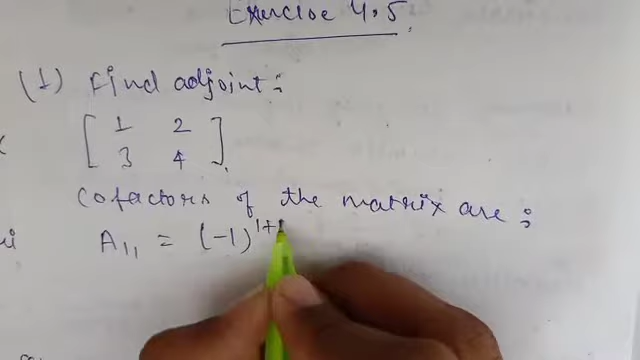 Exercise 4.5
(1) Find adjoint:
[ 1 2
3 4 ]
cofactors of the matrix are :
A₁₁ = (-1)¹⁺¹